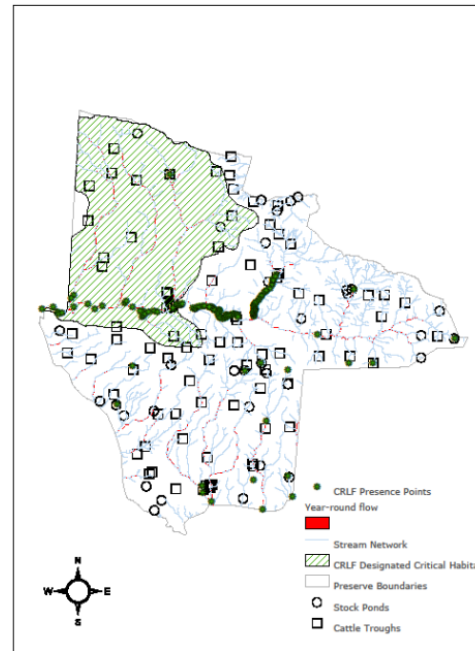 CRLF Presence Points
Year-round flow
Stream Network
CRLF Designated Critical Habita
Preserve Boundaries
Stock Ponds
Cattle Troughs
N
W E
S